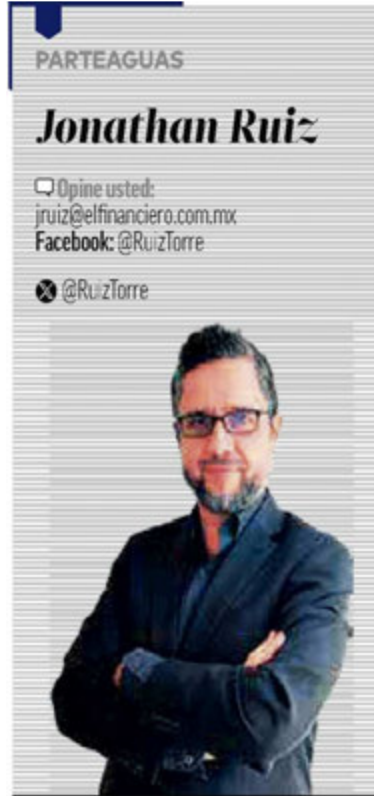 PARTEAGUAS
Jonathan Ruiz
Opine usted:
jruiz@elfinanciero.com.mx
Facebook: @RuizTorre
@RuizTorre